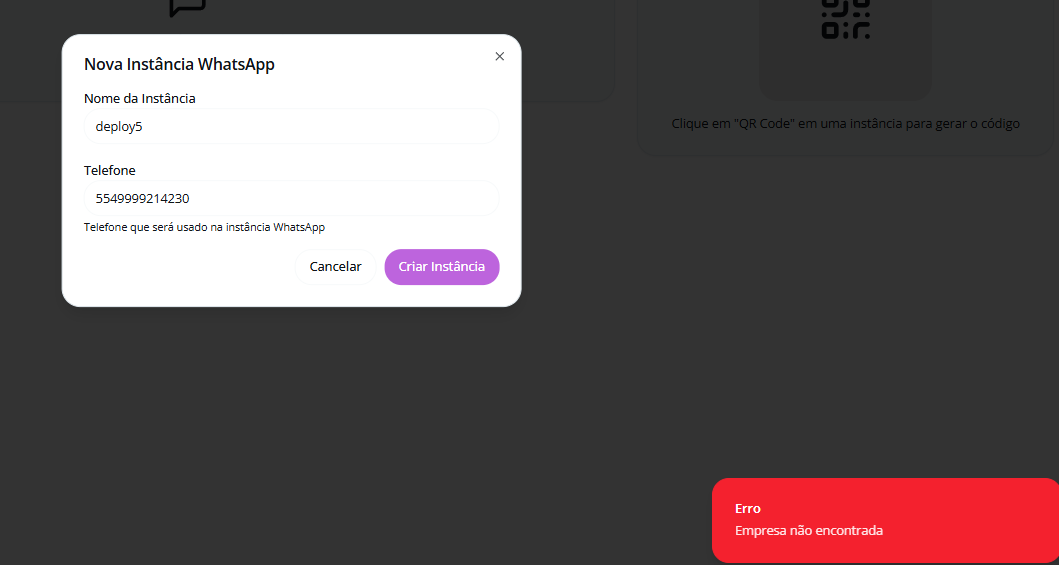 Nova Instância WhatsApp
Nome da Instância
deploy5
Telefone
5549999214230
Telefone que será usado na instância WhatsApp
Cancelar
Criar Instância
Clique em "QR Code" em uma instância para gerar o código
Erro
Empresa não encontrada